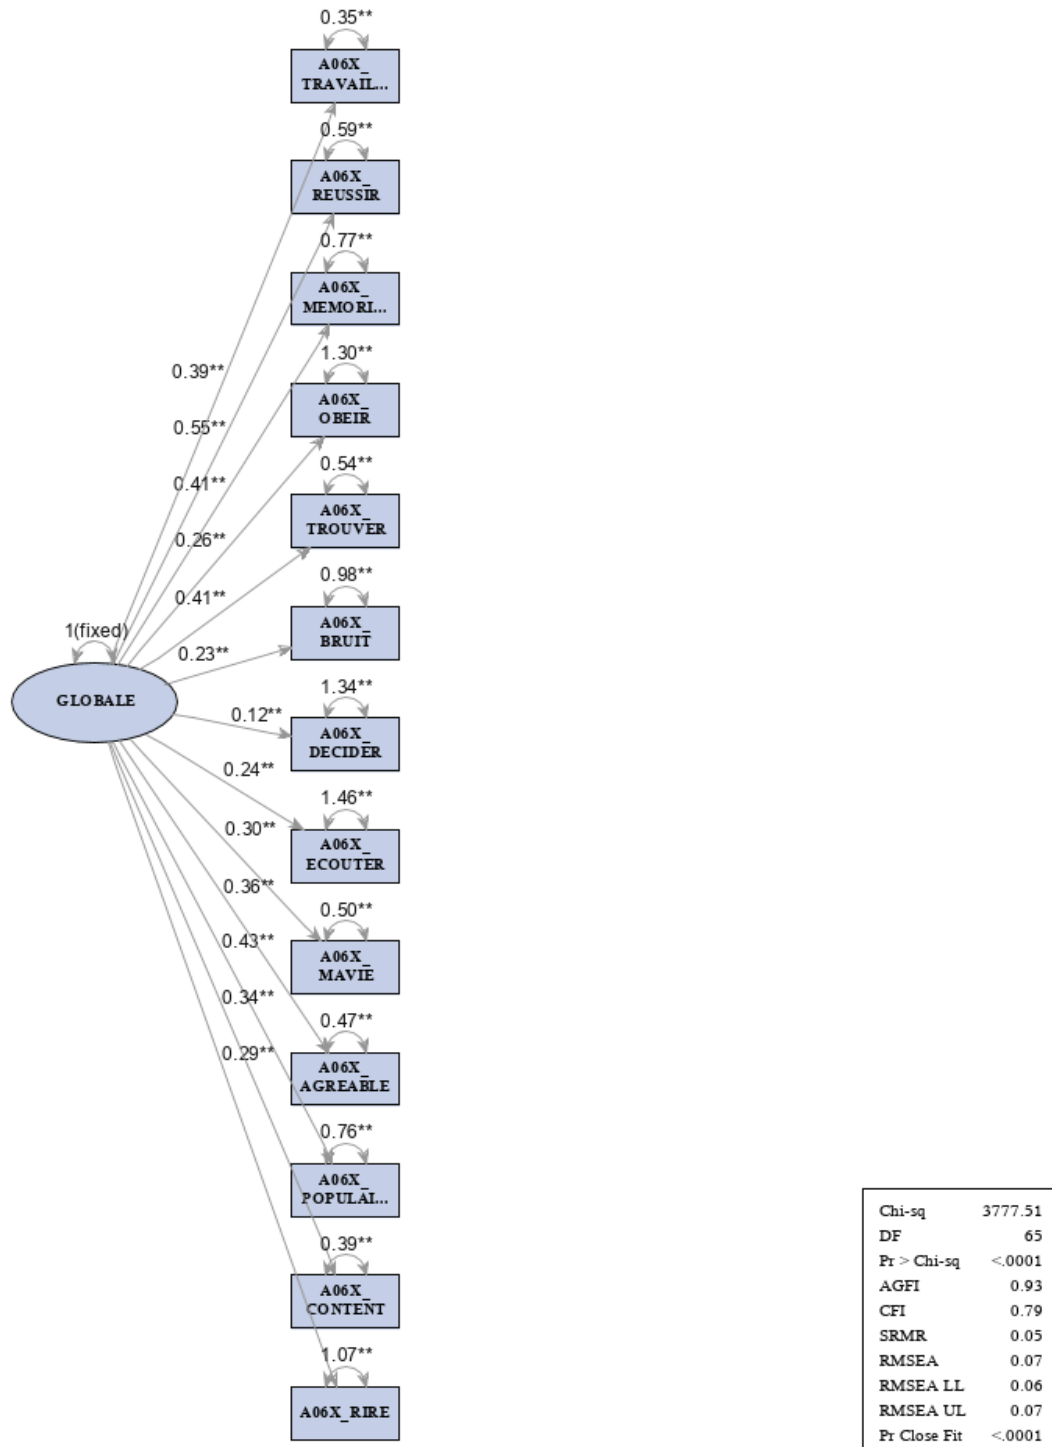 0.35**
A06X_
TRAVAIL...
0.59**
A06X_
REUSSIR
0.77**
A06X_
MEMORI...
1.30**
A06X_
OBEIR
0.39**
0.55**
0.41**
0.26**
0.41**
0.23**
0.12**
0.24**
0.30**
0.36**
0.43**
0.34**
0.29**
0.54**
A06X_
TROUVER
0.98**
A06X_
BRUIT
1(fixed)
GLOBALE
1.34**
A06X_
DECIDER
1.46**
A06X_
ECOUTER
0.50**
A06X_
MAVIE
0.47**
A06X_
AGREABLE
0.76**
A06X_
POPULAI...
0.39**
A06X_
CONTENT
1.07**
A06X_RIRE
Chi-sq 3777.51
DF 65
Pr > Chi-sq <.0001
AGFI 0.93
CFI 0.79
SRMR 0.05
RMSEA 0.07
RMSEA LL 0.06
RMSEA UL 0.07
Pr Close Fit <.0001